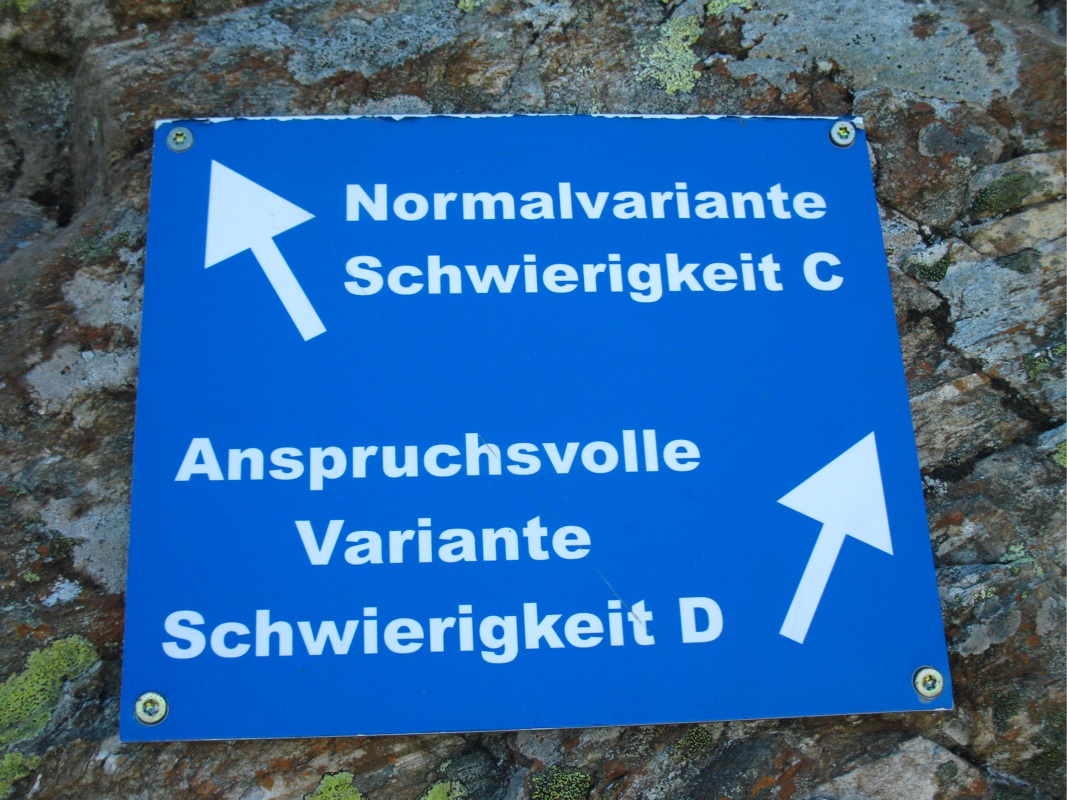 Normalvariante
Schwierigkeit C
Anspruchsvolle
Variante
Schwierigkeit D